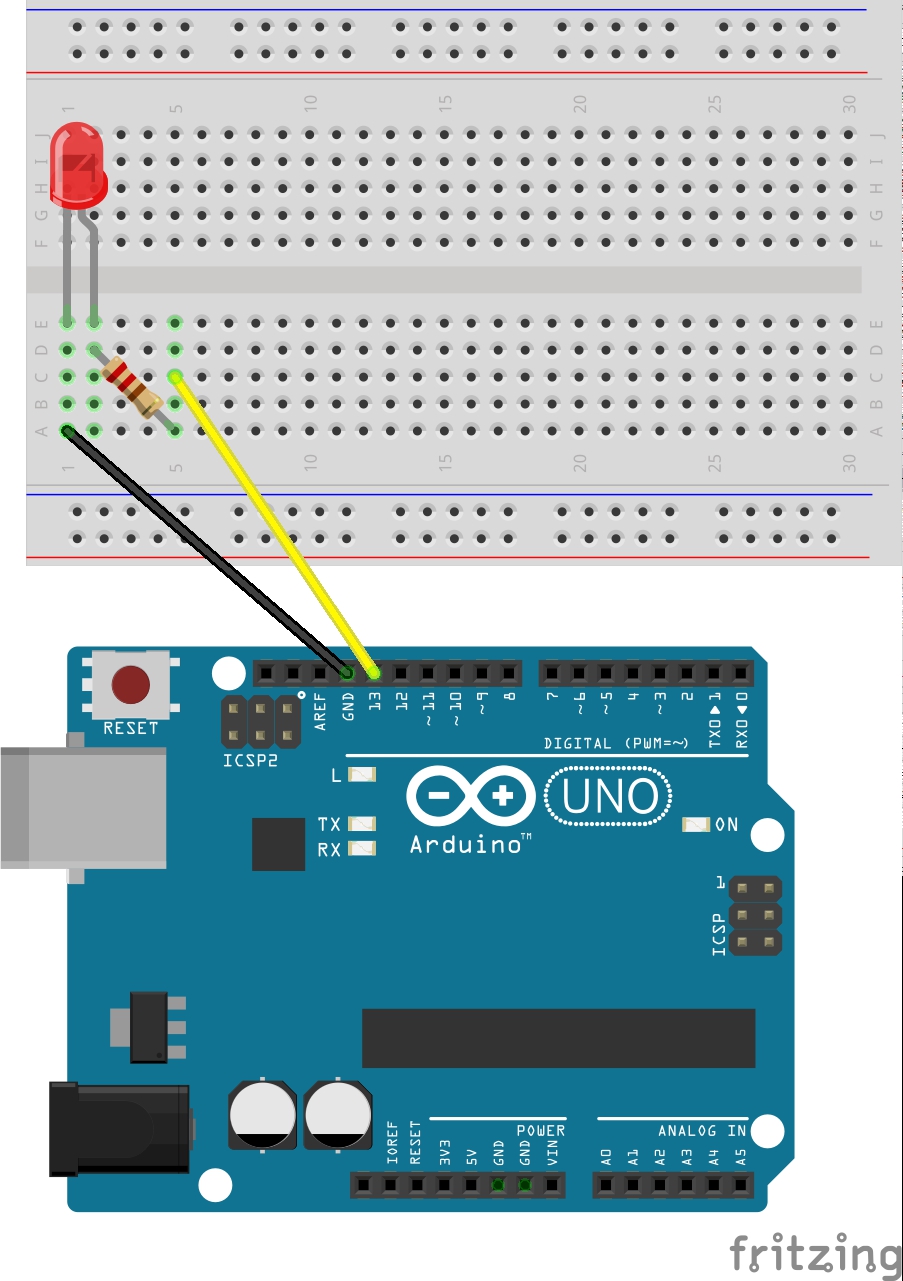 1 5 10 15 20 25 30
J J
I I
H H
G G
F F
E E
D D
C C
B B
A A
1 5 10 15 20 25 30
AREF GND 13 12 ~11 ~10 ~9 8 7 ~6 ~5 4 ~3 2 TX0▶1 RX0◀0
RESET
ICSP2
DIGITAL (PWM=~)
L
TX
RX
Arduino™
UNO
ON
1
ICSP
POWER
ANALOG IN
IOREF RESET 3V3 5V GND GND VIN A0 A1 A2 A3 A4 A5
fritzing